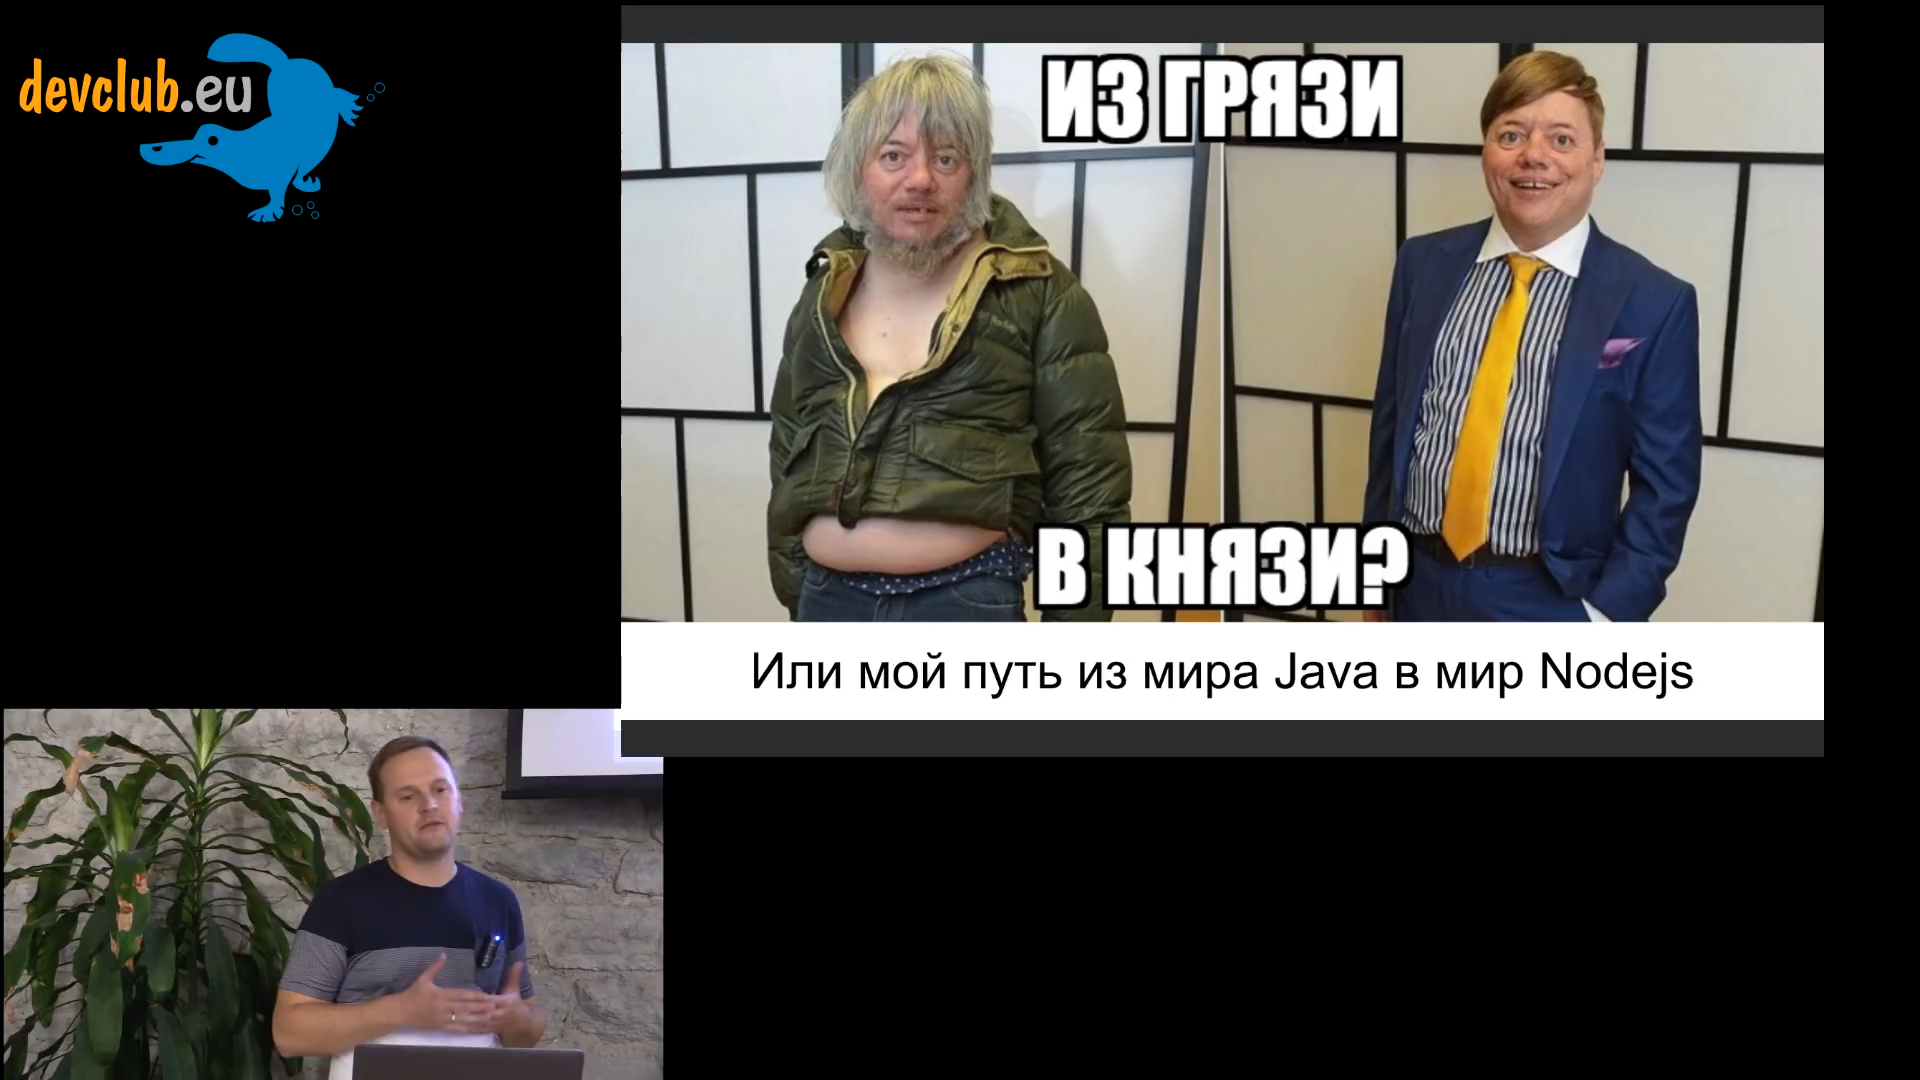 devclub.eu
ИЗ ГРЯЗИ
В КНЯЗИ?
Или мой путь из мира Java в мир Nodejs